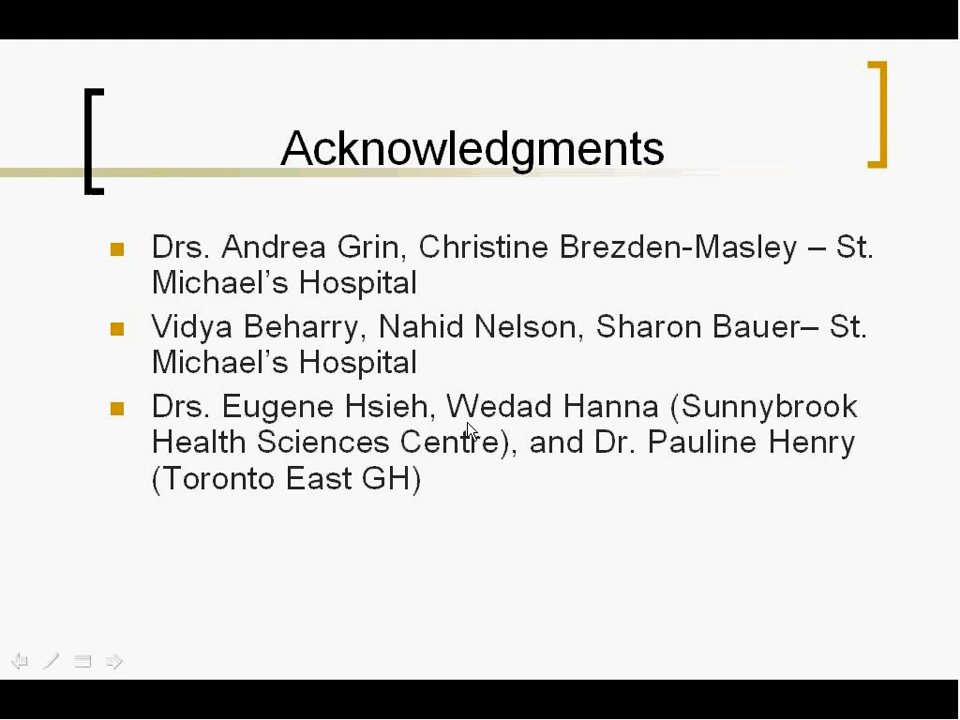 Acknowledgments
Drs. Andrea Grin, Christine Brezden-Masley – St.
Michael's Hospital
Vidya Beharry, Nahid Nelson, Sharon Bauer– St.
Michael's Hospital
Drs. Eugene Hsieh, Wedad Hanna (Sunnybrook
Health Sciences Centre), and Dr. Pauline Henry
(Toronto East GH)